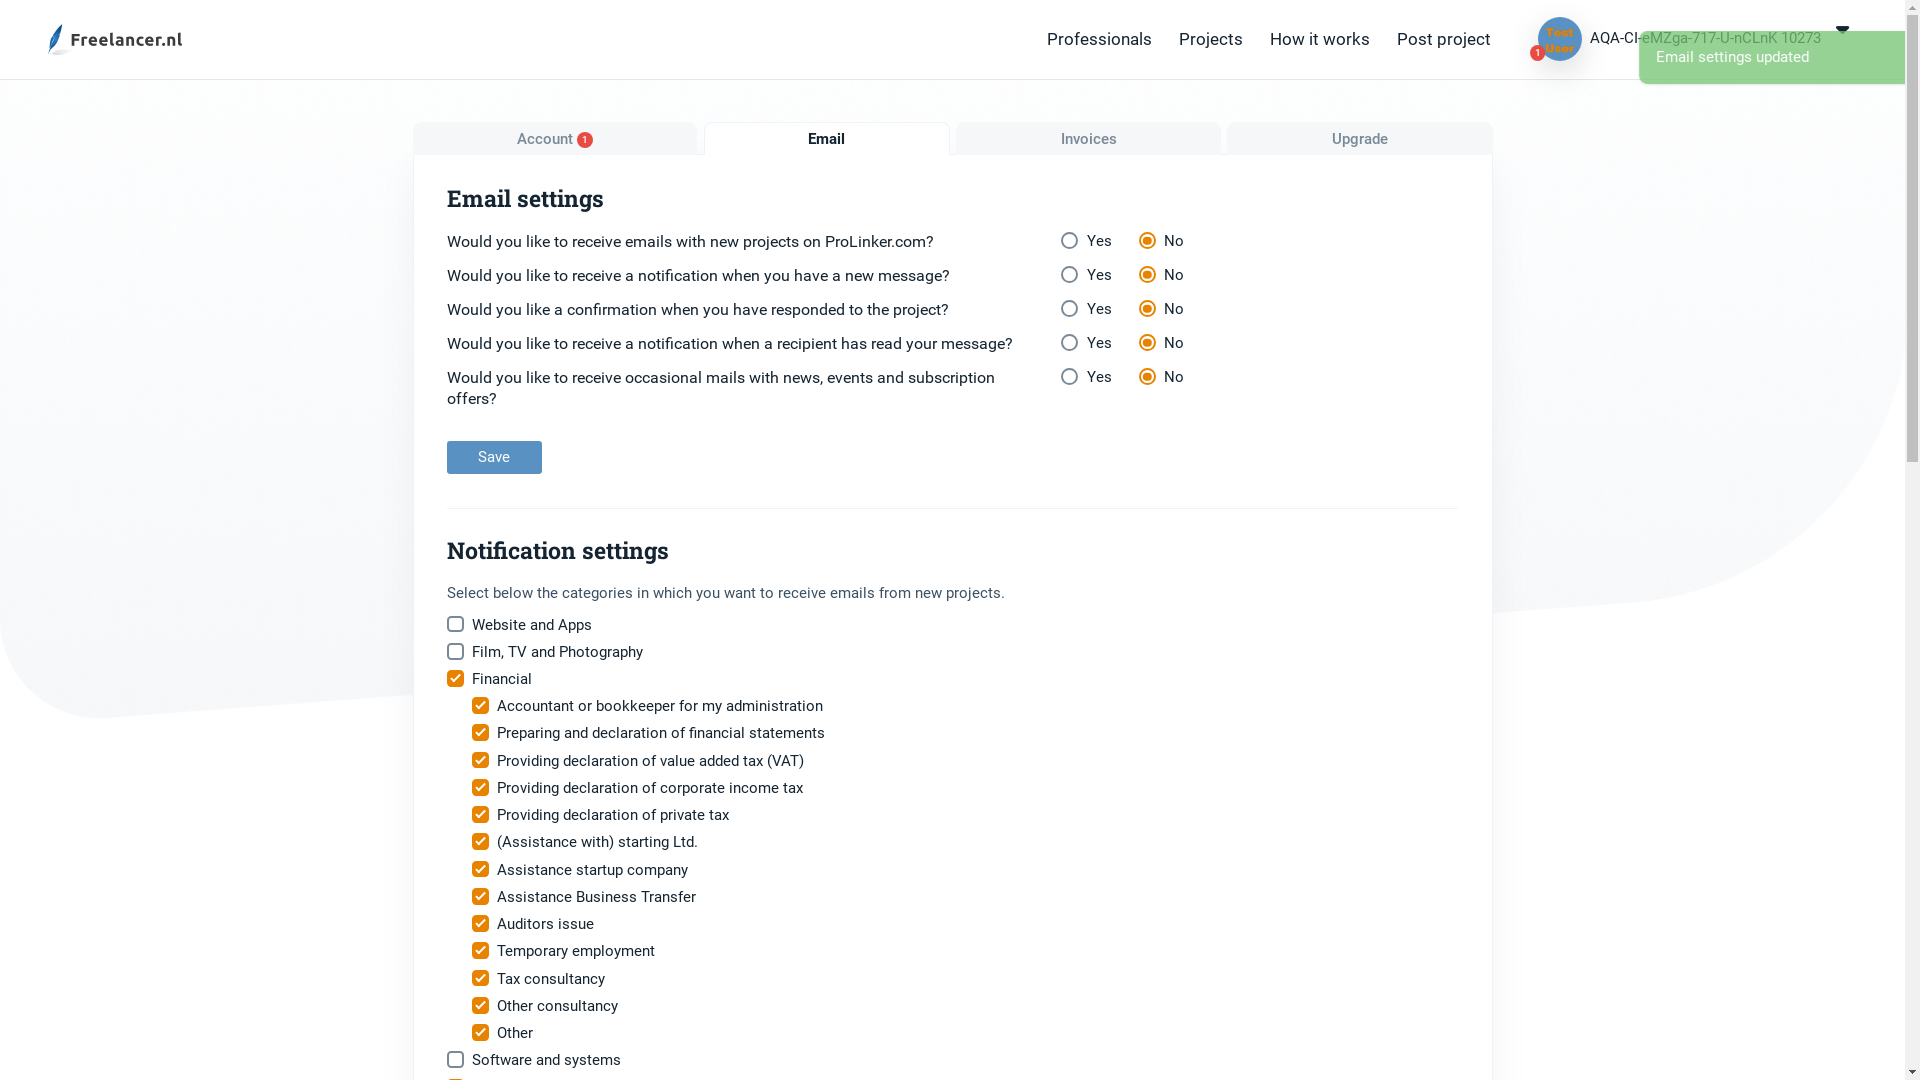 Freelancer.nl
Professionals
Projects
How it works
Post project
Test
User
1
AQA-CI-eMZga-717-U-nCLnK 10273
Email settings updated
Account 1
Email
Invoices
Upgrade
Email settings
Would you like to receive emails with new projects on ProLinker.com?
Yes
No
Would you like to receive a notification when you have a new message?
Yes
No
Would you like a confirmation when you have responded to the project?
Yes
No
Would you like to receive a notification when a recipient has read your message?
Yes
No
Would you like to receive occasional mails with news, events and subscription
offers?
Yes
No
Save
Notification settings
Select below the categories in which you want to receive emails from new projects.
Website and Apps
Film, TV and Photography
Financial
Accountant or bookkeeper for my administration
Preparing and declaration of financial statements
Providing declaration of value added tax (VAT)
Providing declaration of corporate income tax
Providing declaration of private tax
(Assistance with) starting Ltd.
Assistance startup company
Assistance Business Transfer
Auditors issue
Temporary employment
Tax consultancy
Other consultancy
Other
Software and systems